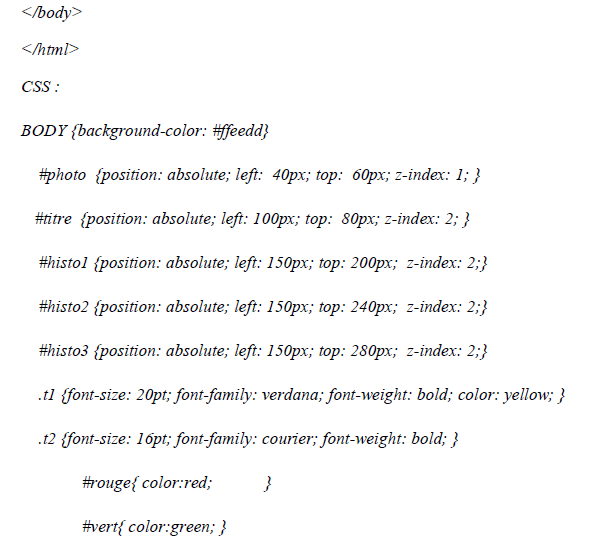 </body>
</html>
CSS :
BODY {background-color: #ffeedd}
#photo  {position: absolute; left:  40px; top:  60px; z-index: 1; }
#titre  {position: absolute; left: 100px; top:  80px; z-index: 2; }
#histo1 {position: absolute; left: 150px; top: 200px;  z-index: 2;}
#histo2 {position: absolute; left: 150px; top: 240px;  z-index: 2;}
#histo3 {position: absolute; left: 150px; top: 280px;  z-index: 2;}
.t1 {font-size: 20pt; font-family: verdana; font-weight: bold; color: yellow; }
.t2 {font-size: 16pt; font-family: courier; font-weight: bold; }
#rouge{ color:red;          }
#vert{ color:green; }